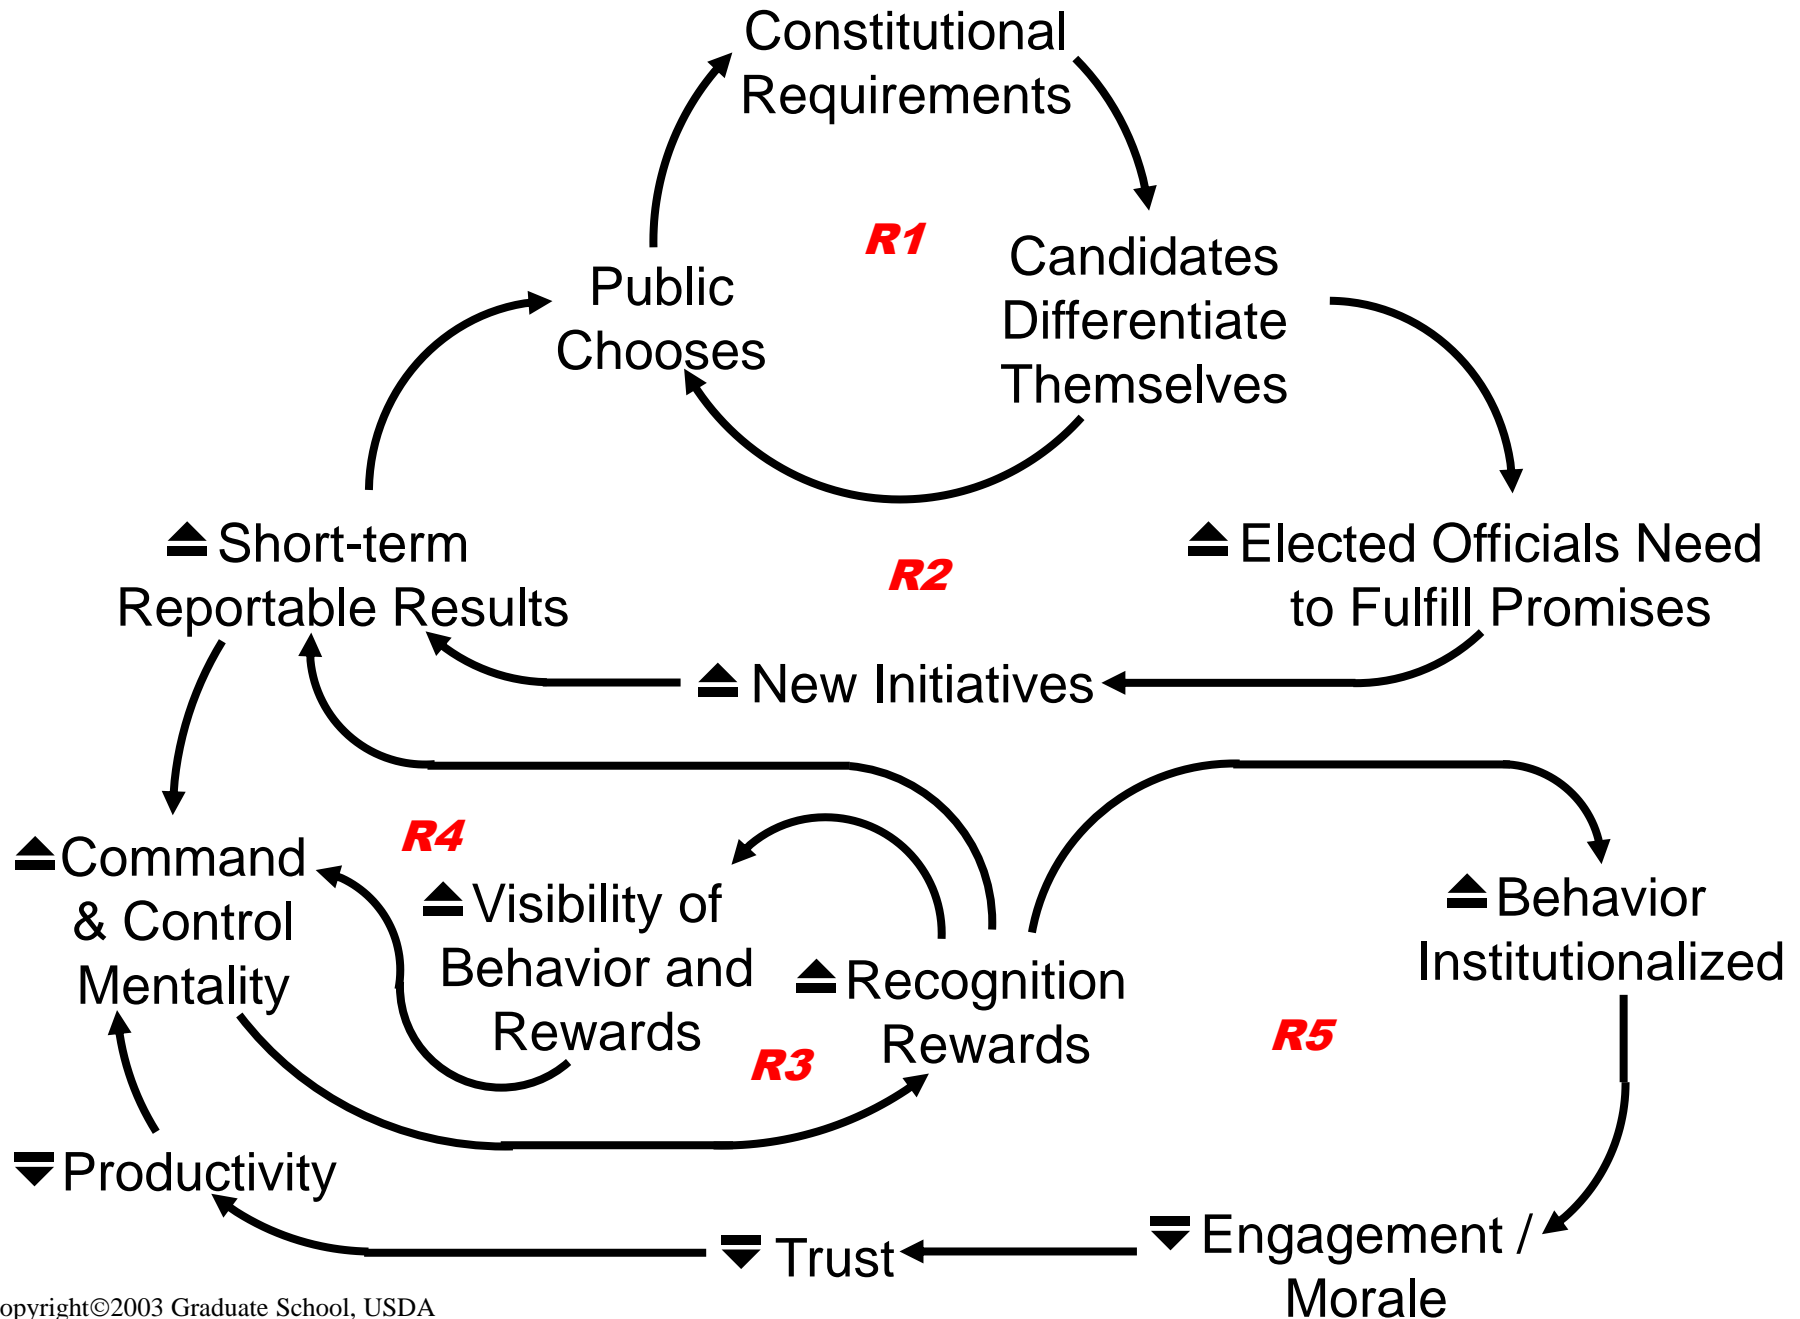 Constitutional
Requirements
R1
Candidates
Differentiate
Themselves
Public
Chooses
Short-term
Reportable Results
R2
Elected Officials Need
to Fulfill Promises
New Initiatives
Command
& Control
Mentality
R4
Visibility of
Behavior and
Rewards
Recognition
Rewards
Behavior
Institutionalized
R3
R5
Productivity
Trust
Engagement /
Morale
opyright©2003 Graduate School, USDA